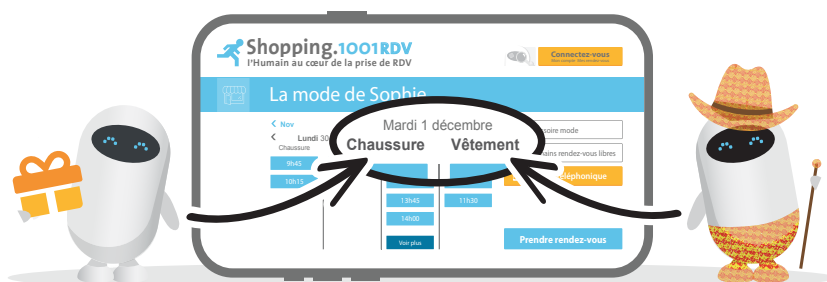 Shopping.1001RDV
l'Humain au cœur de la prise de RDV
Connectez-vous
La mode de Sophie
Nov
Lundi 30
Chaussure
9h45
10h15
Mardi 1 décembre
Chaussure Vêtement
13h45
14h00
Voir plus
11h30
soire mode
ains rendez-vous libres
éléphonique
Prendre rendez-vous